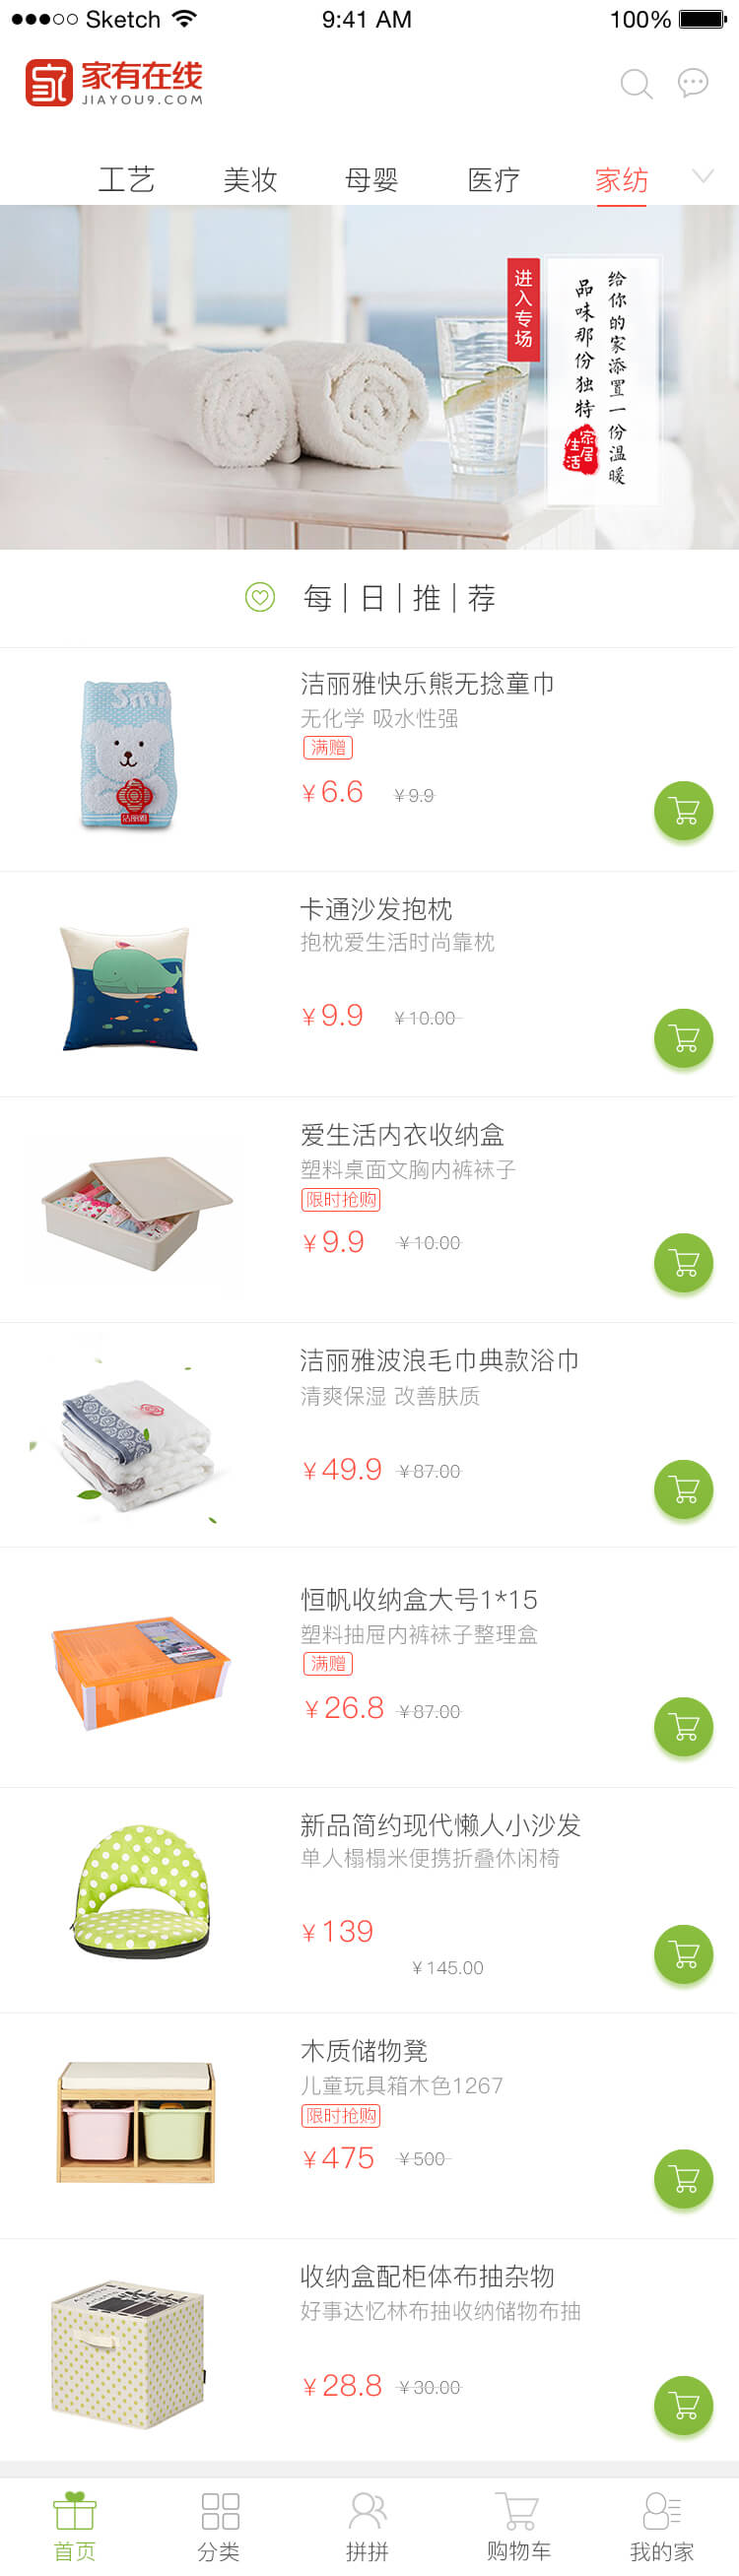 Sketch 9:41 AM 100%
家有在线
JIAYOU9.COM
工艺 美妆 母婴 医疗 家纺
进入专场
给你的家添置一份温暖
品味那份独特
家居生活
每|日|推|荐
Smi
洁丽雅
洁丽雅快乐熊无捻童巾
无化学 吸水性强
满赠
¥6.6 ¥9.9
卡通沙发抱枕
抱枕爱生活时尚靠枕
¥9.9 ¥10.00
爱生活内衣收纳盒
塑料桌面文胸内裤袜子
限时抢购
¥9.9 ¥10.00
洁丽雅波浪毛巾典款浴巾
清爽保湿 改善肤质
¥49.9 ¥87.00
恒帆收纳盒大号1*15
塑料抽屉内裤袜子整理盒
满赠
¥26.8 ¥87.00
新品简约现代懒人小沙发
单人榻榻米便携折叠休闲椅
¥139
¥145.00
木质储物凳
儿童玩具箱木色1267
限时抢购
¥475 ¥500
收纳盒配柜体布抽杂物
好事达忆林布抽收纳储物布抽
¥28.8 ¥30.00
首页 分类 拼拼 购物车 我的家